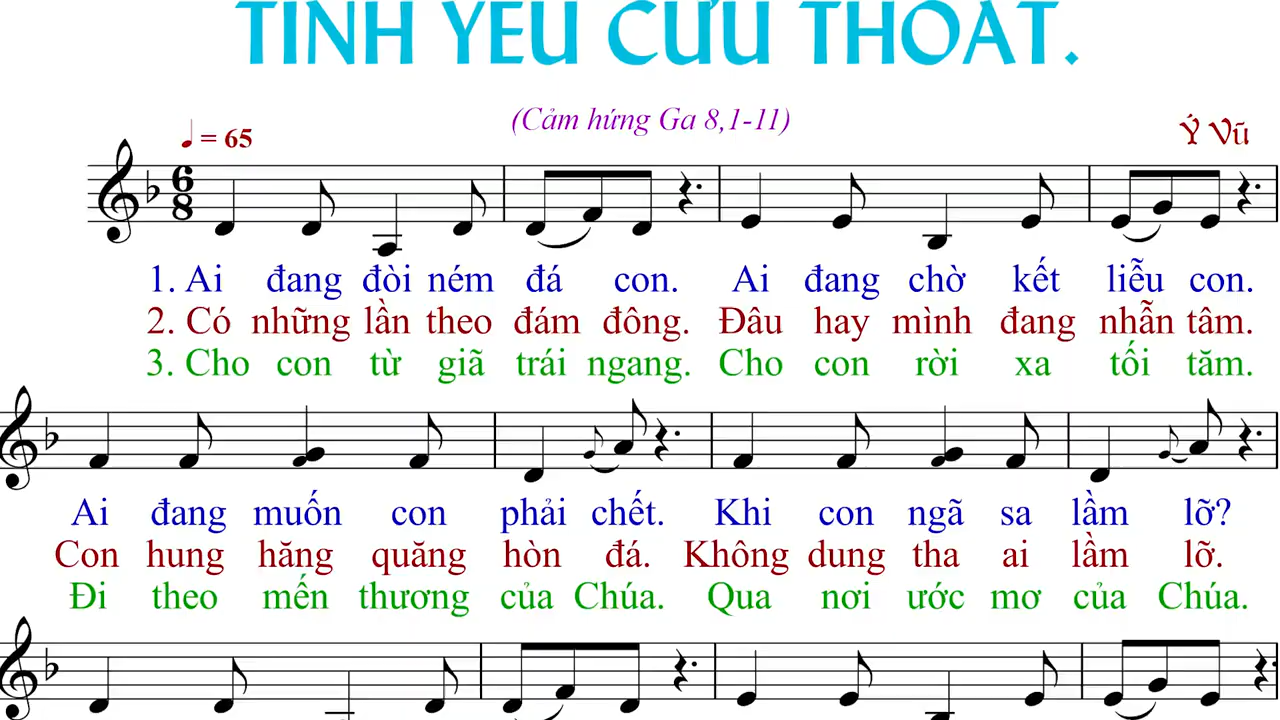 TÌNH YÊU CỨU THOÁT.
(Cảm hứng Ga 8,1-11)
= 65
Ý Vũ
6
8
1. Ai đang đòi ném đá con. Ai đang chờ kết liễu con.
2. Có những lần theo đám đông. Đâu hay mình đang nhẫn tâm.
3. Cho con từ giã trái ngang. Cho con rời xa tối tăm.
Ai đang muốn con phải chết. Khi con ngã sa lầm lỡ?
Con hung hăng quăng hòn đá. Không dung tha ai lầm lỡ.
Đi theo mến thương của Chúa. Qua nơi ước mơ của Chúa.